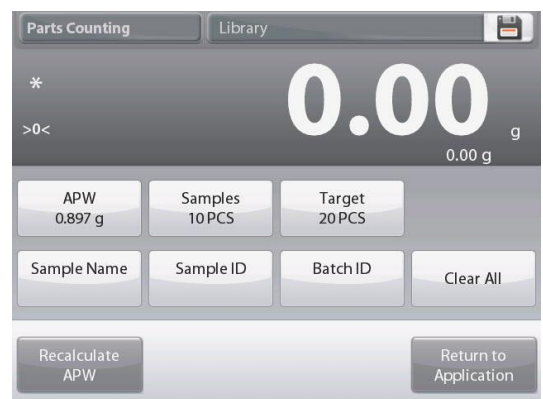 Parts Counting
Library
*
0.00 g
>0<
0.00 g
APW
0.897 g
Samples
10 PCS
Target
20 PCS
Sample Name
Sample ID
Batch ID
Clear All
Recalculate
APW
Return to
Application